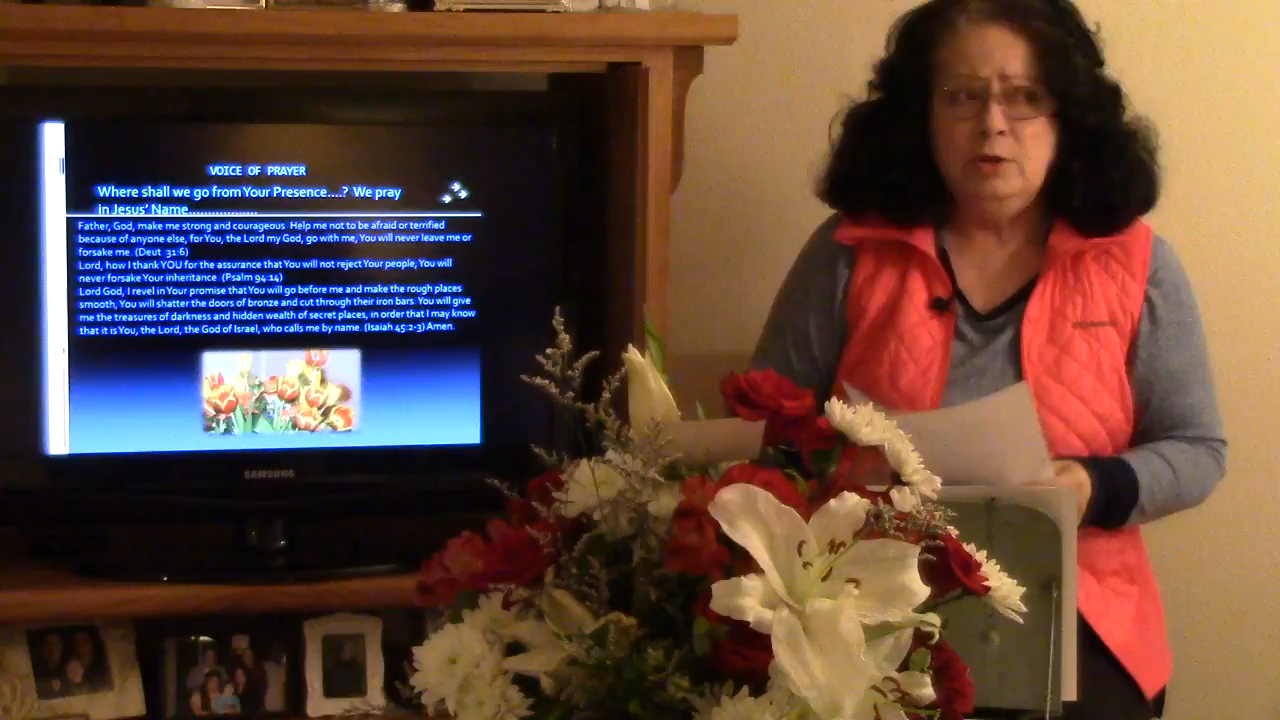 VOICE OF PRAYER
Where shall we go from Your Presence....? We pray
in Jesus' Name..................
Father, God, make me strong and courageous. Help me not to be afraid or terrified
because of anyone else, for You, the Lord my God, go with me, You will never leave me or
forsake me. (Deut 31:6)
Lord, how I thank YOU for the assurance that You will not reject Your people, You will
never forsake Your inheritance. (Psalm 94:14)
Lord God, I revel in Your promise that You will go before me and make the rough places
smooth, You will shatter the doors of bronze and cut through their iron bars. You will give
me the treasures of darkness and hidden wealth of secret places, in order that I may know
that it is You, the Lord, the God of Israel, who calls me by name. (Isaiah 45:2-3) Amen.
SAMSUNG